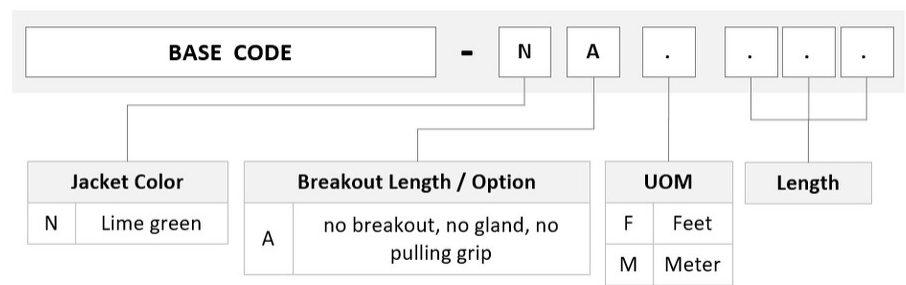 BASE CODE - N A . . . .
Jacket Color
N Lime green
Breakout Length / Option
A no breakout, no gland, no
pulling grip
UOM
F Feet
M Meter
Length